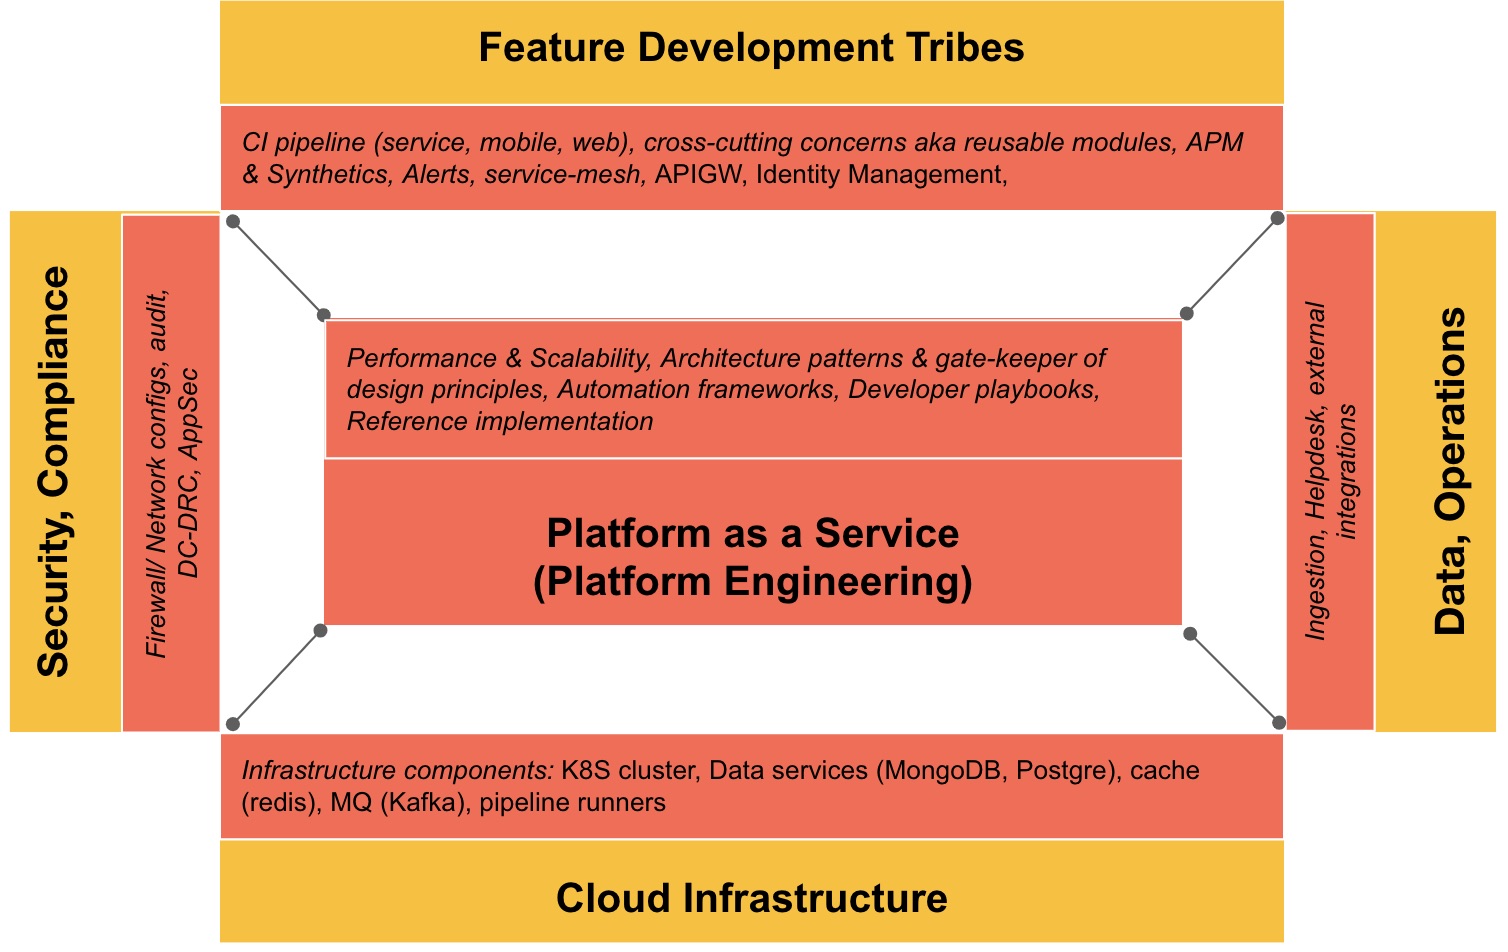 Feature Development Tribes
CI pipeline (service, mobile, web), cross-cutting concerns aka reusable modules, APM
& Synthetics, Alerts, service-mesh, APIGW, Identity Management,
Security, Compliance
Firewall/ Network configs, audit,
DC-DRC, AppSec
Performance & Scalability, Architecture patterns & gate-keeper of
design principles, Automation frameworks, Developer playbooks,
Reference implementation
Platform as a Service
(Platform Engineering)
Ingestion, Helpdesk, external
integrations
Data, Operations
Infrastructure components: K8S cluster, Data services (MongoDB, Postgre), cache
(redis), MQ (Kafka), pipeline runners
Cloud Infrastructure